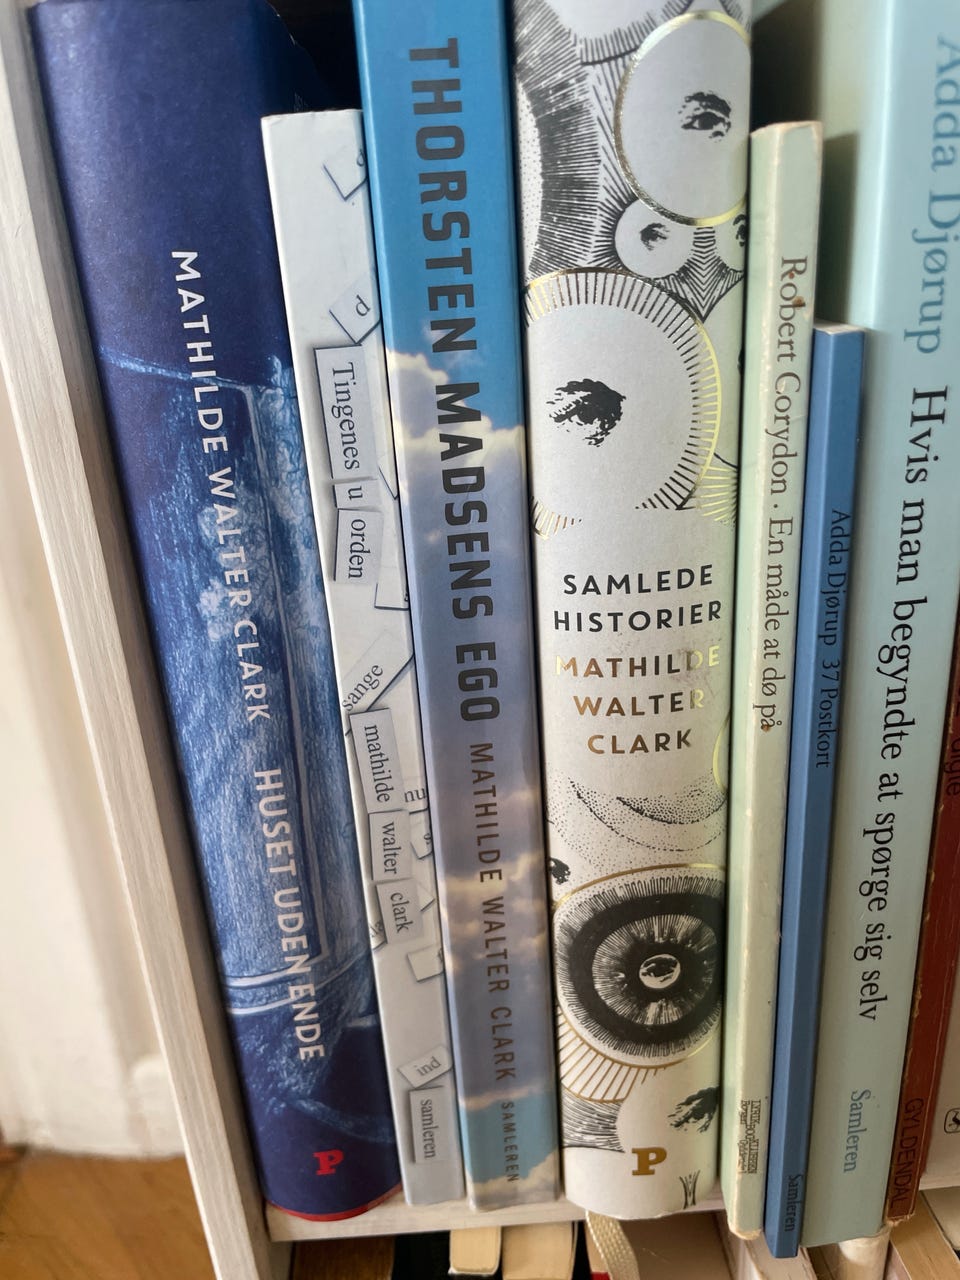 MATHILDE WALTER CLARK HUSET UDEN ENDE
P
d
Tingenes
u
orden
sange
mathilde
nu
walter
clark
ind
samleren
THORSTEN MADSENS EGO MATHILDE WALTER CLARK SAMLEREN
SAMLEDE
HISTORIER
MATHILDE
WALTER
CLARK
P
Robert Gorydon · En måde at dø på
Adda Djørup 37 Postkort Samleren
Adda Djørup Hvis man begyndte at spørge sig selv Samleren
GYLDENDAL